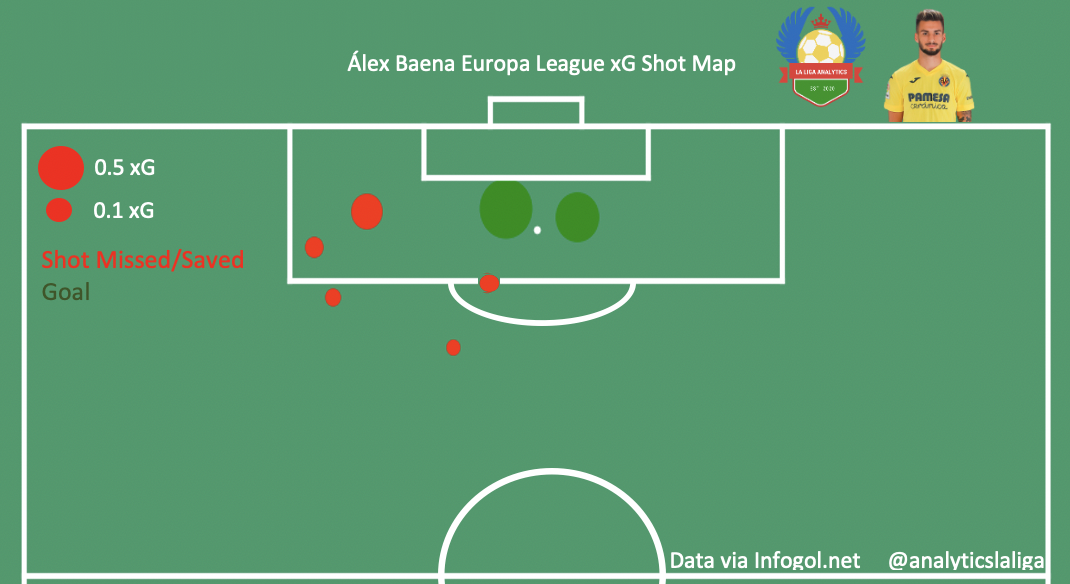 Álex Baena Europa League xG Shot Map
LA LIGA ANALYTICS
EST 2020
PAMESA
cerámica
0.5 xG
0.1 xG
Shot Missed/Saved
Goal
Data via Infogol.net
@analyticslaliga